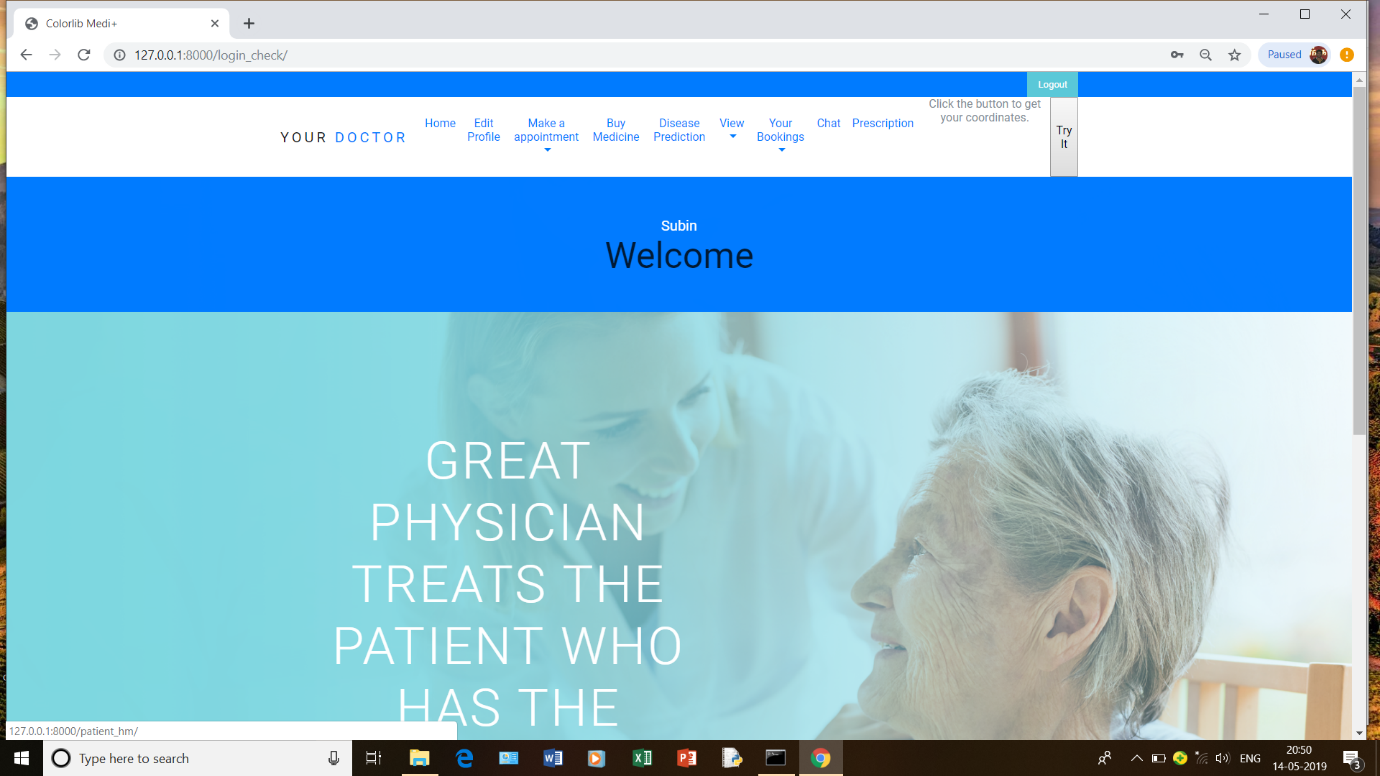 Colorlib Medi+
127.0.0.1:8000/login_check/
Paused
Logout
YOUR DOCTOR
Home
Edit
Profile
Make a
appointment
Buy
Medicine
Disease
Prediction
View
Your
Bookings
Chat
Prescription
Click the button to get
your coordinates.
Try
It
Subin
Welcome
GREAT
PHYSICIAN
TREATS THE
PATIENT WHO
HAS THE
127.0.0.1:8000/patient_hm/
Type here to search
ENG
20:50
14-05-2019
3